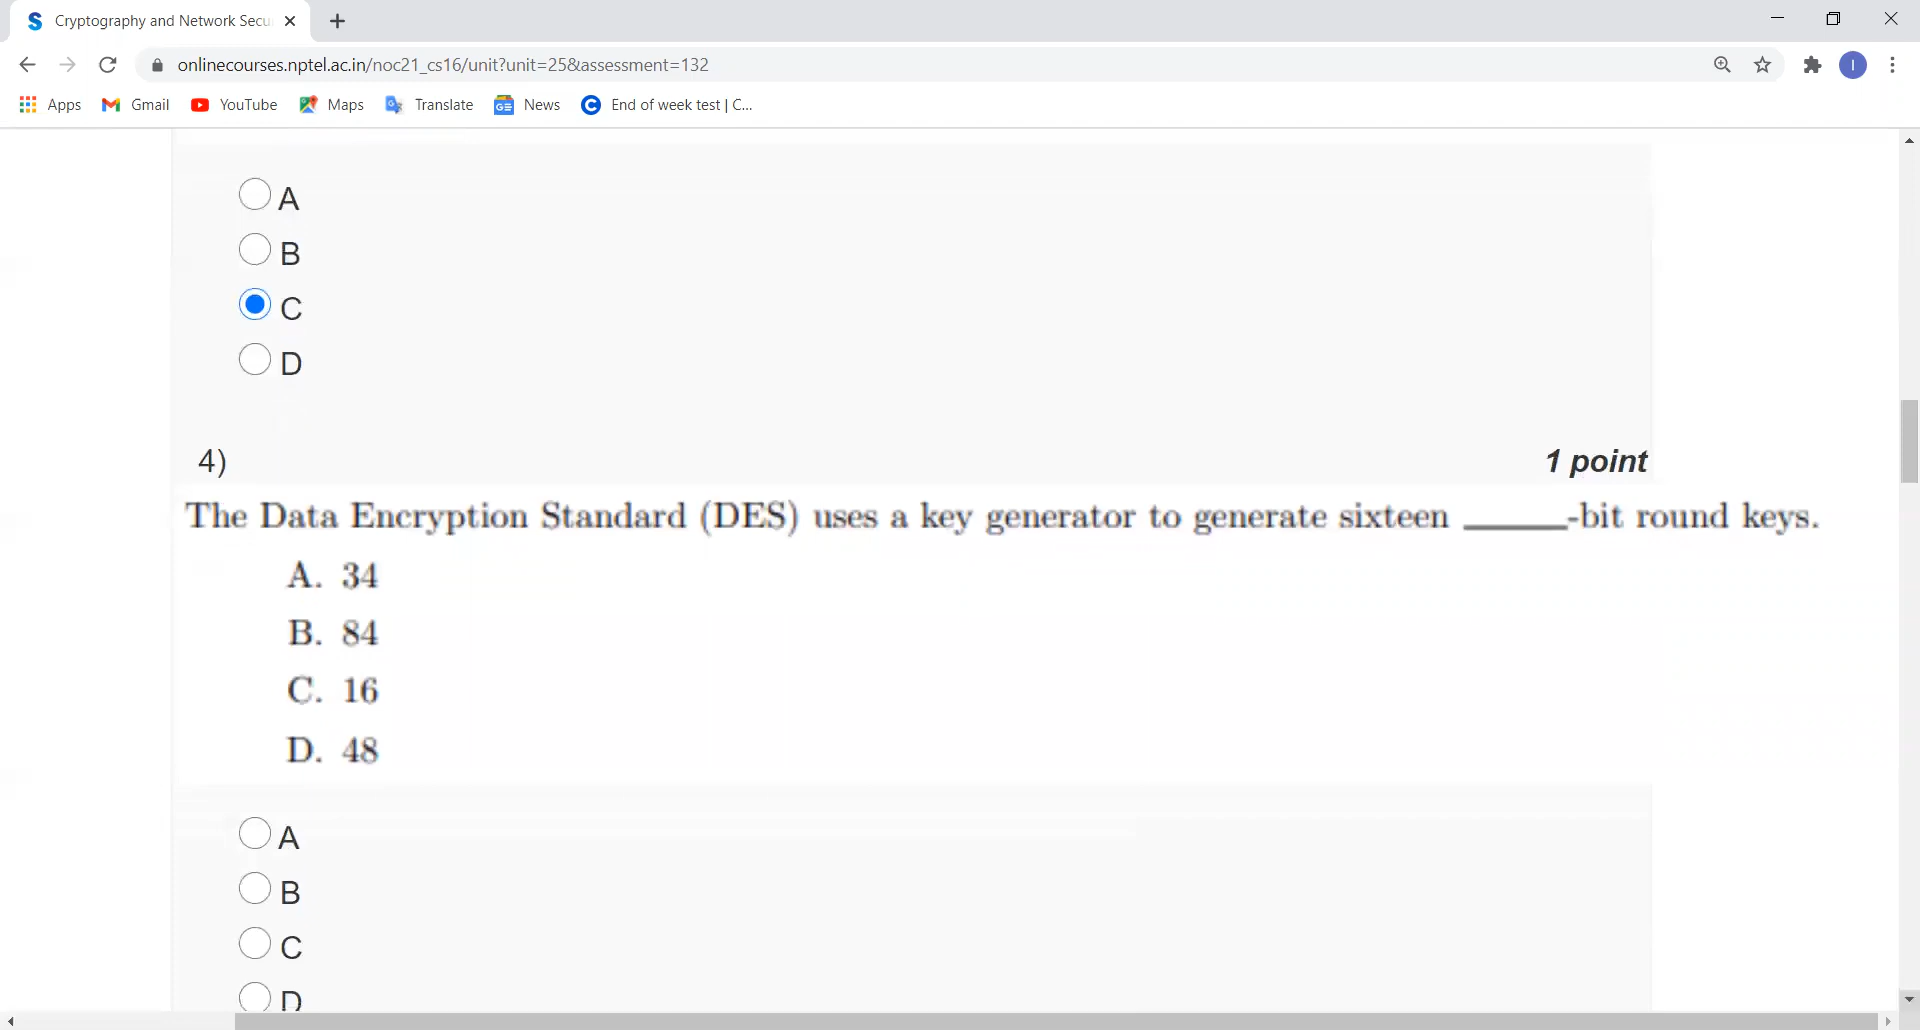 Cryptography and Network Secu
onlinecourses.nptel.ac.in/noc21_cs16/unit?unit=25&assessment=132
I
Apps
Gmail
YouTube
Maps
Translate
News
End of week test | C...
A
B
C
D
4)
1 point
The Data Encryption Standard (DES) uses a key generator to generate sixteen ______-bit round keys.
A. 34
B. 84
C. 16
D. 48
A
B
C
D